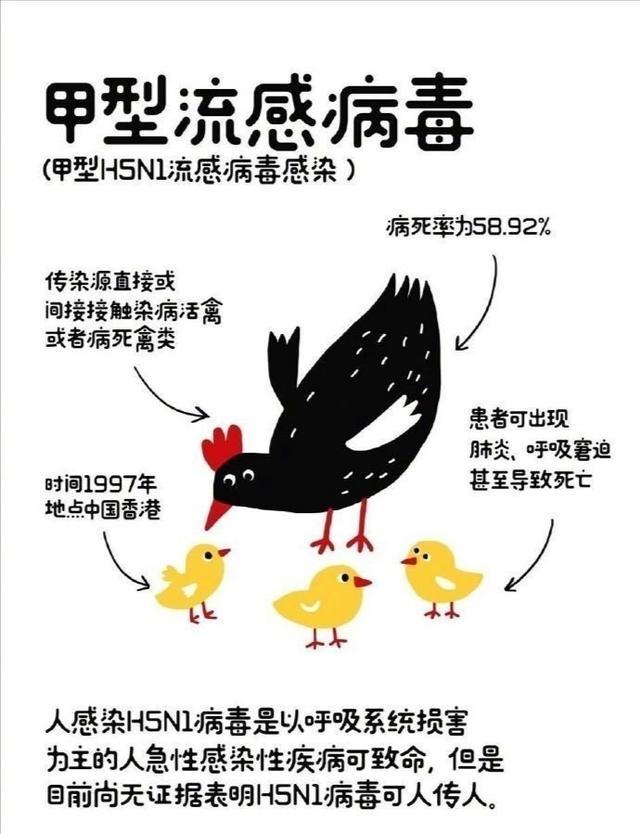 甲型流感病毒
(甲型H5N1流感病毒感染)
病死率为58.92%
传染源直接或
间接接触染病活禽
或者病死禽类
患者可出现
肺炎、呼吸窘迫
甚至导致死亡
时间1997年
地点中国香港
人感染H5N1病毒是以呼吸系统损害
为主的人急性感染性疾病可致命，但是
目前尚无证据表明H5N1病毒可人传人。